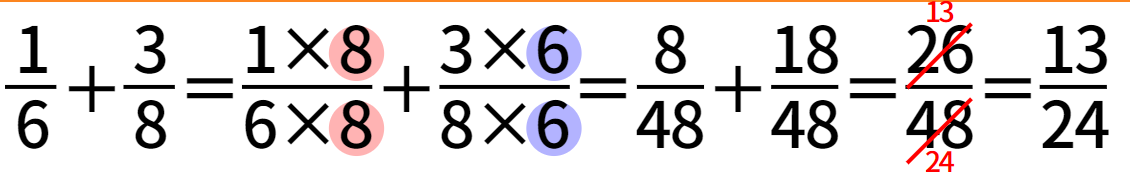 1/6 + 3/8 = 1×8/6×8 + 3×6/8×6 = 8/48 + 18/48 = 26/48 = 13/24
13
24